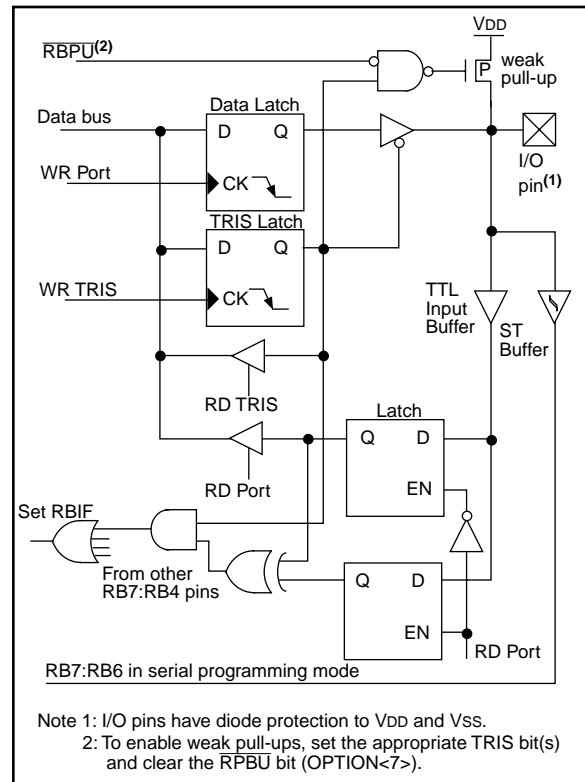 VDD
RBPU(2)
weak
pull-up
P
Data Latch
Data bus
D
Q
WR Port
CK
I/O
pin(1)
TRIS Latch
D
Q
WR TRIS
CK
TTL
Input
Buffer
ST
Buffer
RD TRIS
Latch
Q
D
RD Port
EN
Set RBIF
From other
RB7:RB4 pins
Q
D
EN
RD Port
RB7:RB6 in serial programming mode
Note 1: I/O pins have diode protection to VDD and VSS.
2: To enable weak pull-ups, set the appropriate TRIS bit(s)
and clear the RPBU bit (OPTION<7>).